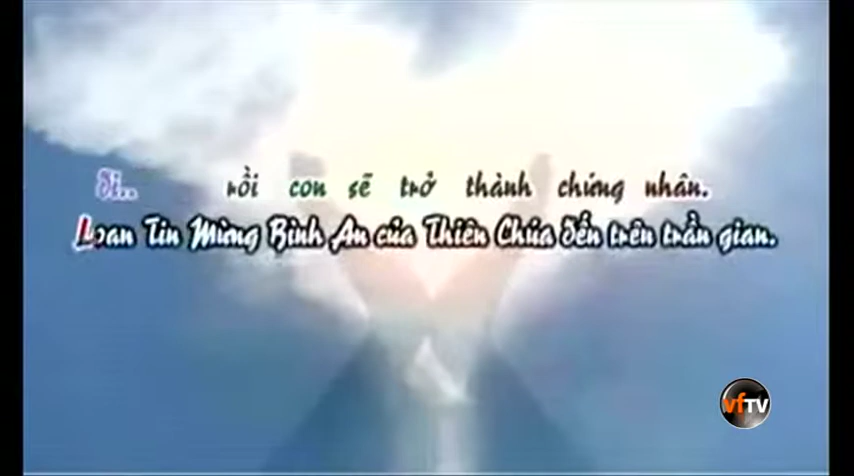 đi.. rồi con sẽ trở thành chứng nhân.
Loan Tin Mừng Bình An của Thiên Chúa đến trên trần gian.
vfTV